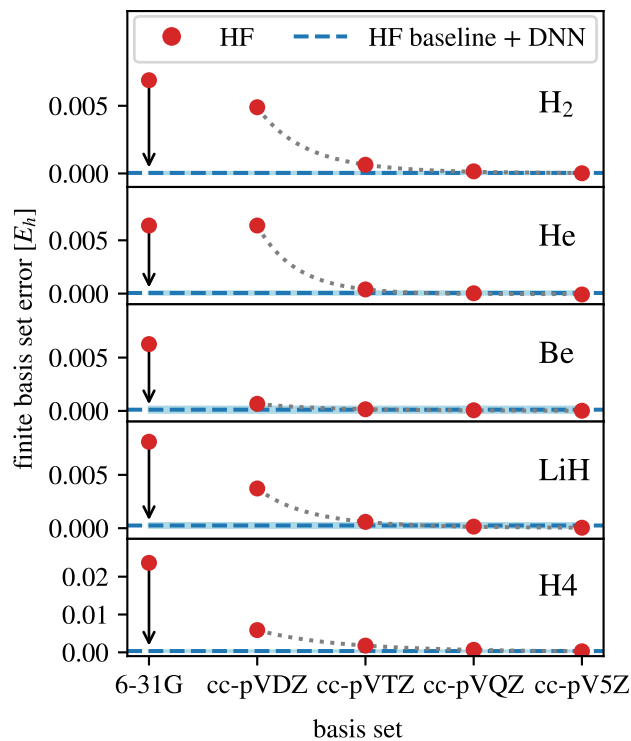 HF
HF baseline + DNN
finite basis set error [E_h]
0.005
0.000
H_2
0.005
0.000
He
0.005
0.000
Be
0.005
0.000
LiH
0.02
0.01
0.00
H4
6-31G
cc-pVDZ
cc-pVTZ
cc-pVQZ
cc-pV5Z
basis set